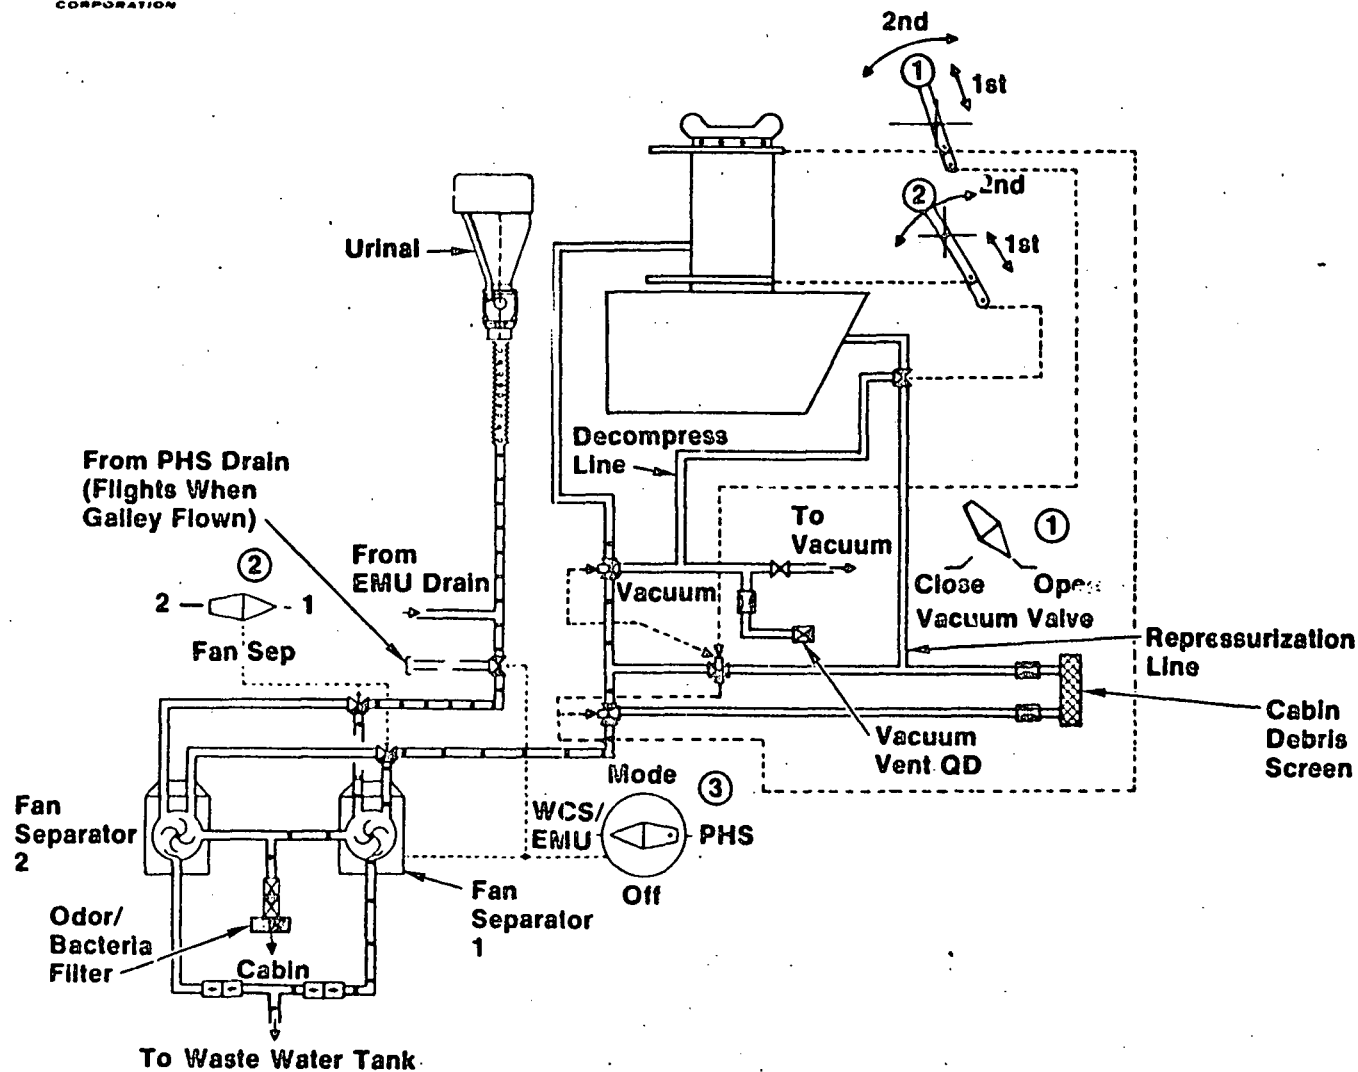 CORPORATION
2nd
1
1st
2
2nd
1st
Urinal
Decompress
Line
From PHS Drain
(Flights When
Galley Flown)
To
Vacuum
1
Close
Open
Vacuum Valve
From
EMU Drain
2
2
1
Fan Sep
Vacuum
Repressurization
Line
Cabin
Debris
Screen
Vacuum
Vent QD
Mode
3
WCS/
EMU
PHS
Off
Fan
Separator
2
Fan
Separator
1
Odor/
Bacteria
Filter
Cabin
To Waste Water Tank